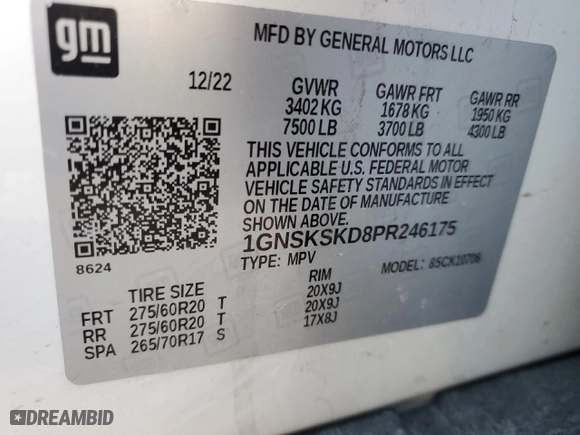 gm
MFD BY GENERAL MOTORS LLC
12/22 GVWR GAWR FRT GAWR RR
3402 KG 1678 KG 1950 KG
7500 LB 3700 LB 4300 LB
THIS VEHICLE CONFORMS TO ALL
APPLICABLE U.S. FEDERAL MOTOR
VEHICLE SAFETY STANDARDS IN EFFECT
ON THE DATE OF MANUFACTURE
SHOWN ABOVE.
1GNSKSKD8PR246175
8624 TYPE: MPV MODEL: 85CK10706
TIRE SIZE RIM
FRT 275/60R20 T 20X9J
RR 275/60R20 T 20X9J
SPA 265/70R17 S 17X8J
DREAMBID